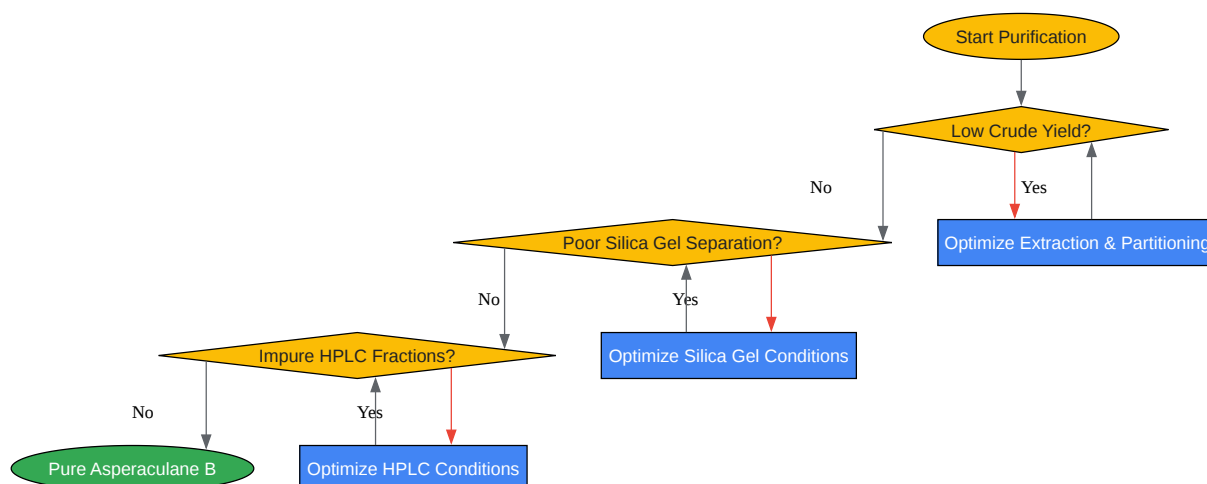 Start Purification
Low Crude Yield?
No
Yes
Poor Silica Gel Separation?
Optimize Extraction & Partitioning
No
Yes
Impure HPLC Fractions?
Optimize Silica Gel Conditions
No
Yes
Pure Asperaculane B
Optimize HPLC Conditions